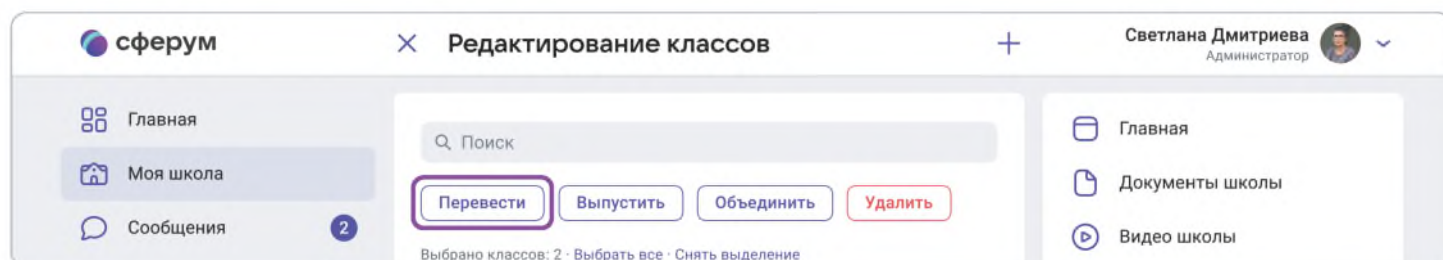 сферум
Редактирование классов
Светлана Дмитриева
Администратор
Главная
Моя школа
Сообщения
2
Поиск
Перевести
Выпустить
Объединить
Удалить
Выбрано классов: 2 · Выбрать все · Снять выделение
Главная
Документы школы
Видео школы